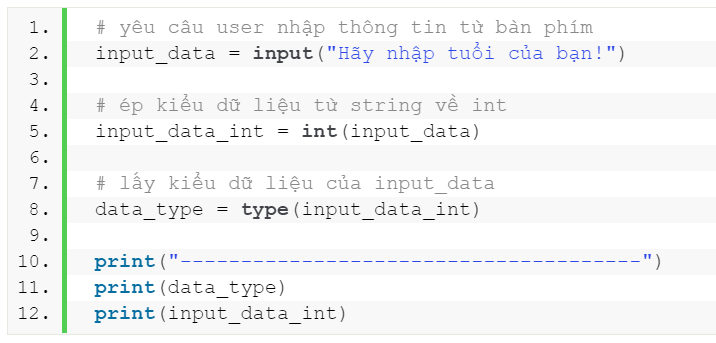 1. # yêu câu user nhập thông tin từ bàn phím
2. input_data = input("Hãy nhập tuổi của bạn!")
3.
4. # ép kiểu dữ liệu từ string về int
5. input_data_int = int(input_data)
6.
7. # lấy kiểu dữ liệu của input_data
8. data_type = type(input_data_int)
9.
10. print("--------------------------------------")
11. print(data_type)
12. print(input_data_int)